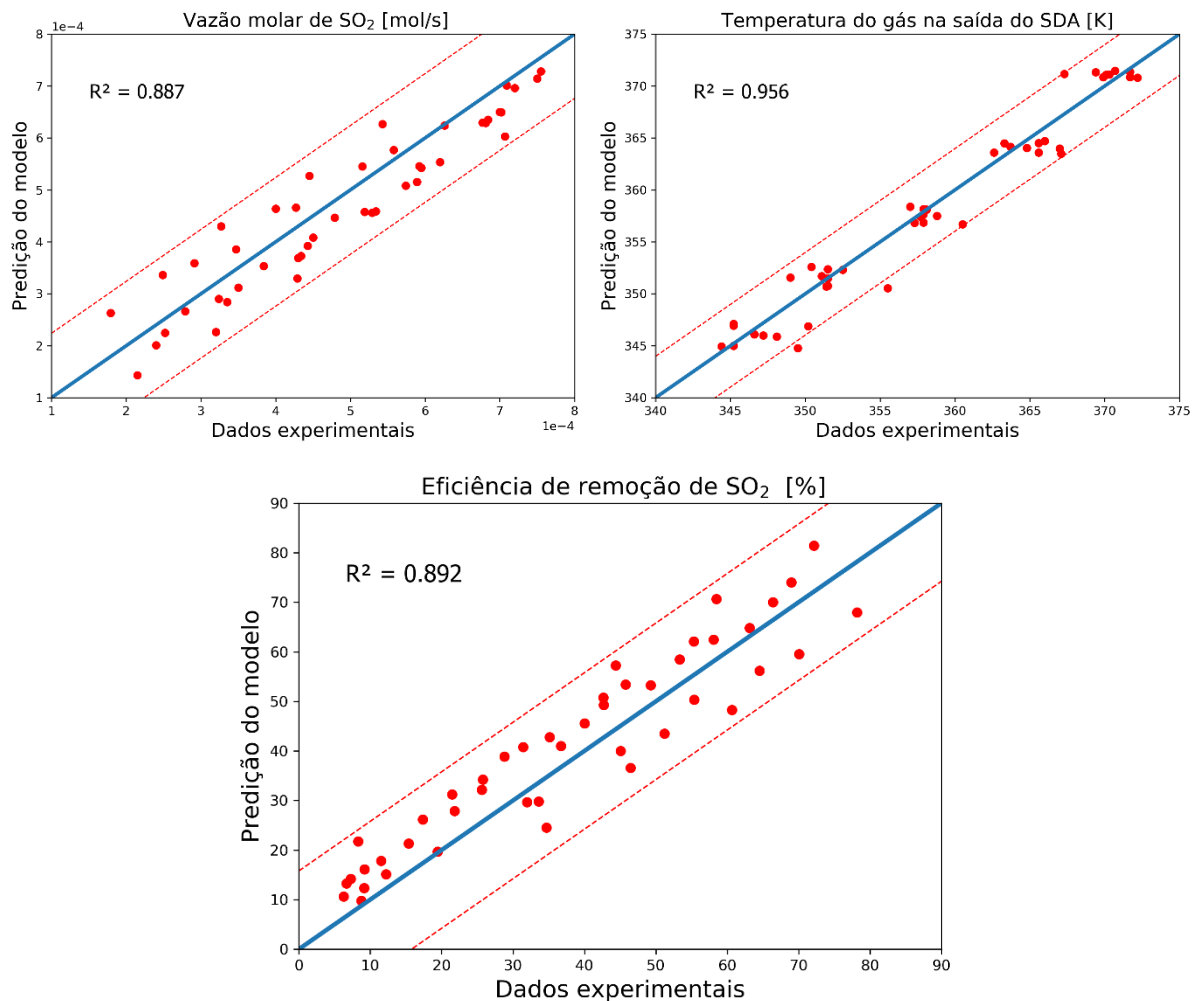 Vazão molar de SO₂ [mol/s]
1e−4
R² = 0.887
Predição do modelo
8
7
6
5
4
3
2
1
1 2 3 4 5 6 7 8
Dados experimentais
1e−4
Temperatura do gás na saída do SDA [K]
R² = 0.956
Predição do modelo
375
370
365
360
355
350
345
340
340 345 350 355 360 365 370 375
Dados experimentais
Eficiência de remoção de SO₂ [%]
R² = 0.892
Predição do modelo
90
80
70
60
50
40
30
20
10
0
0 10 20 30 40 50 60 70 80 90
Dados experimentais